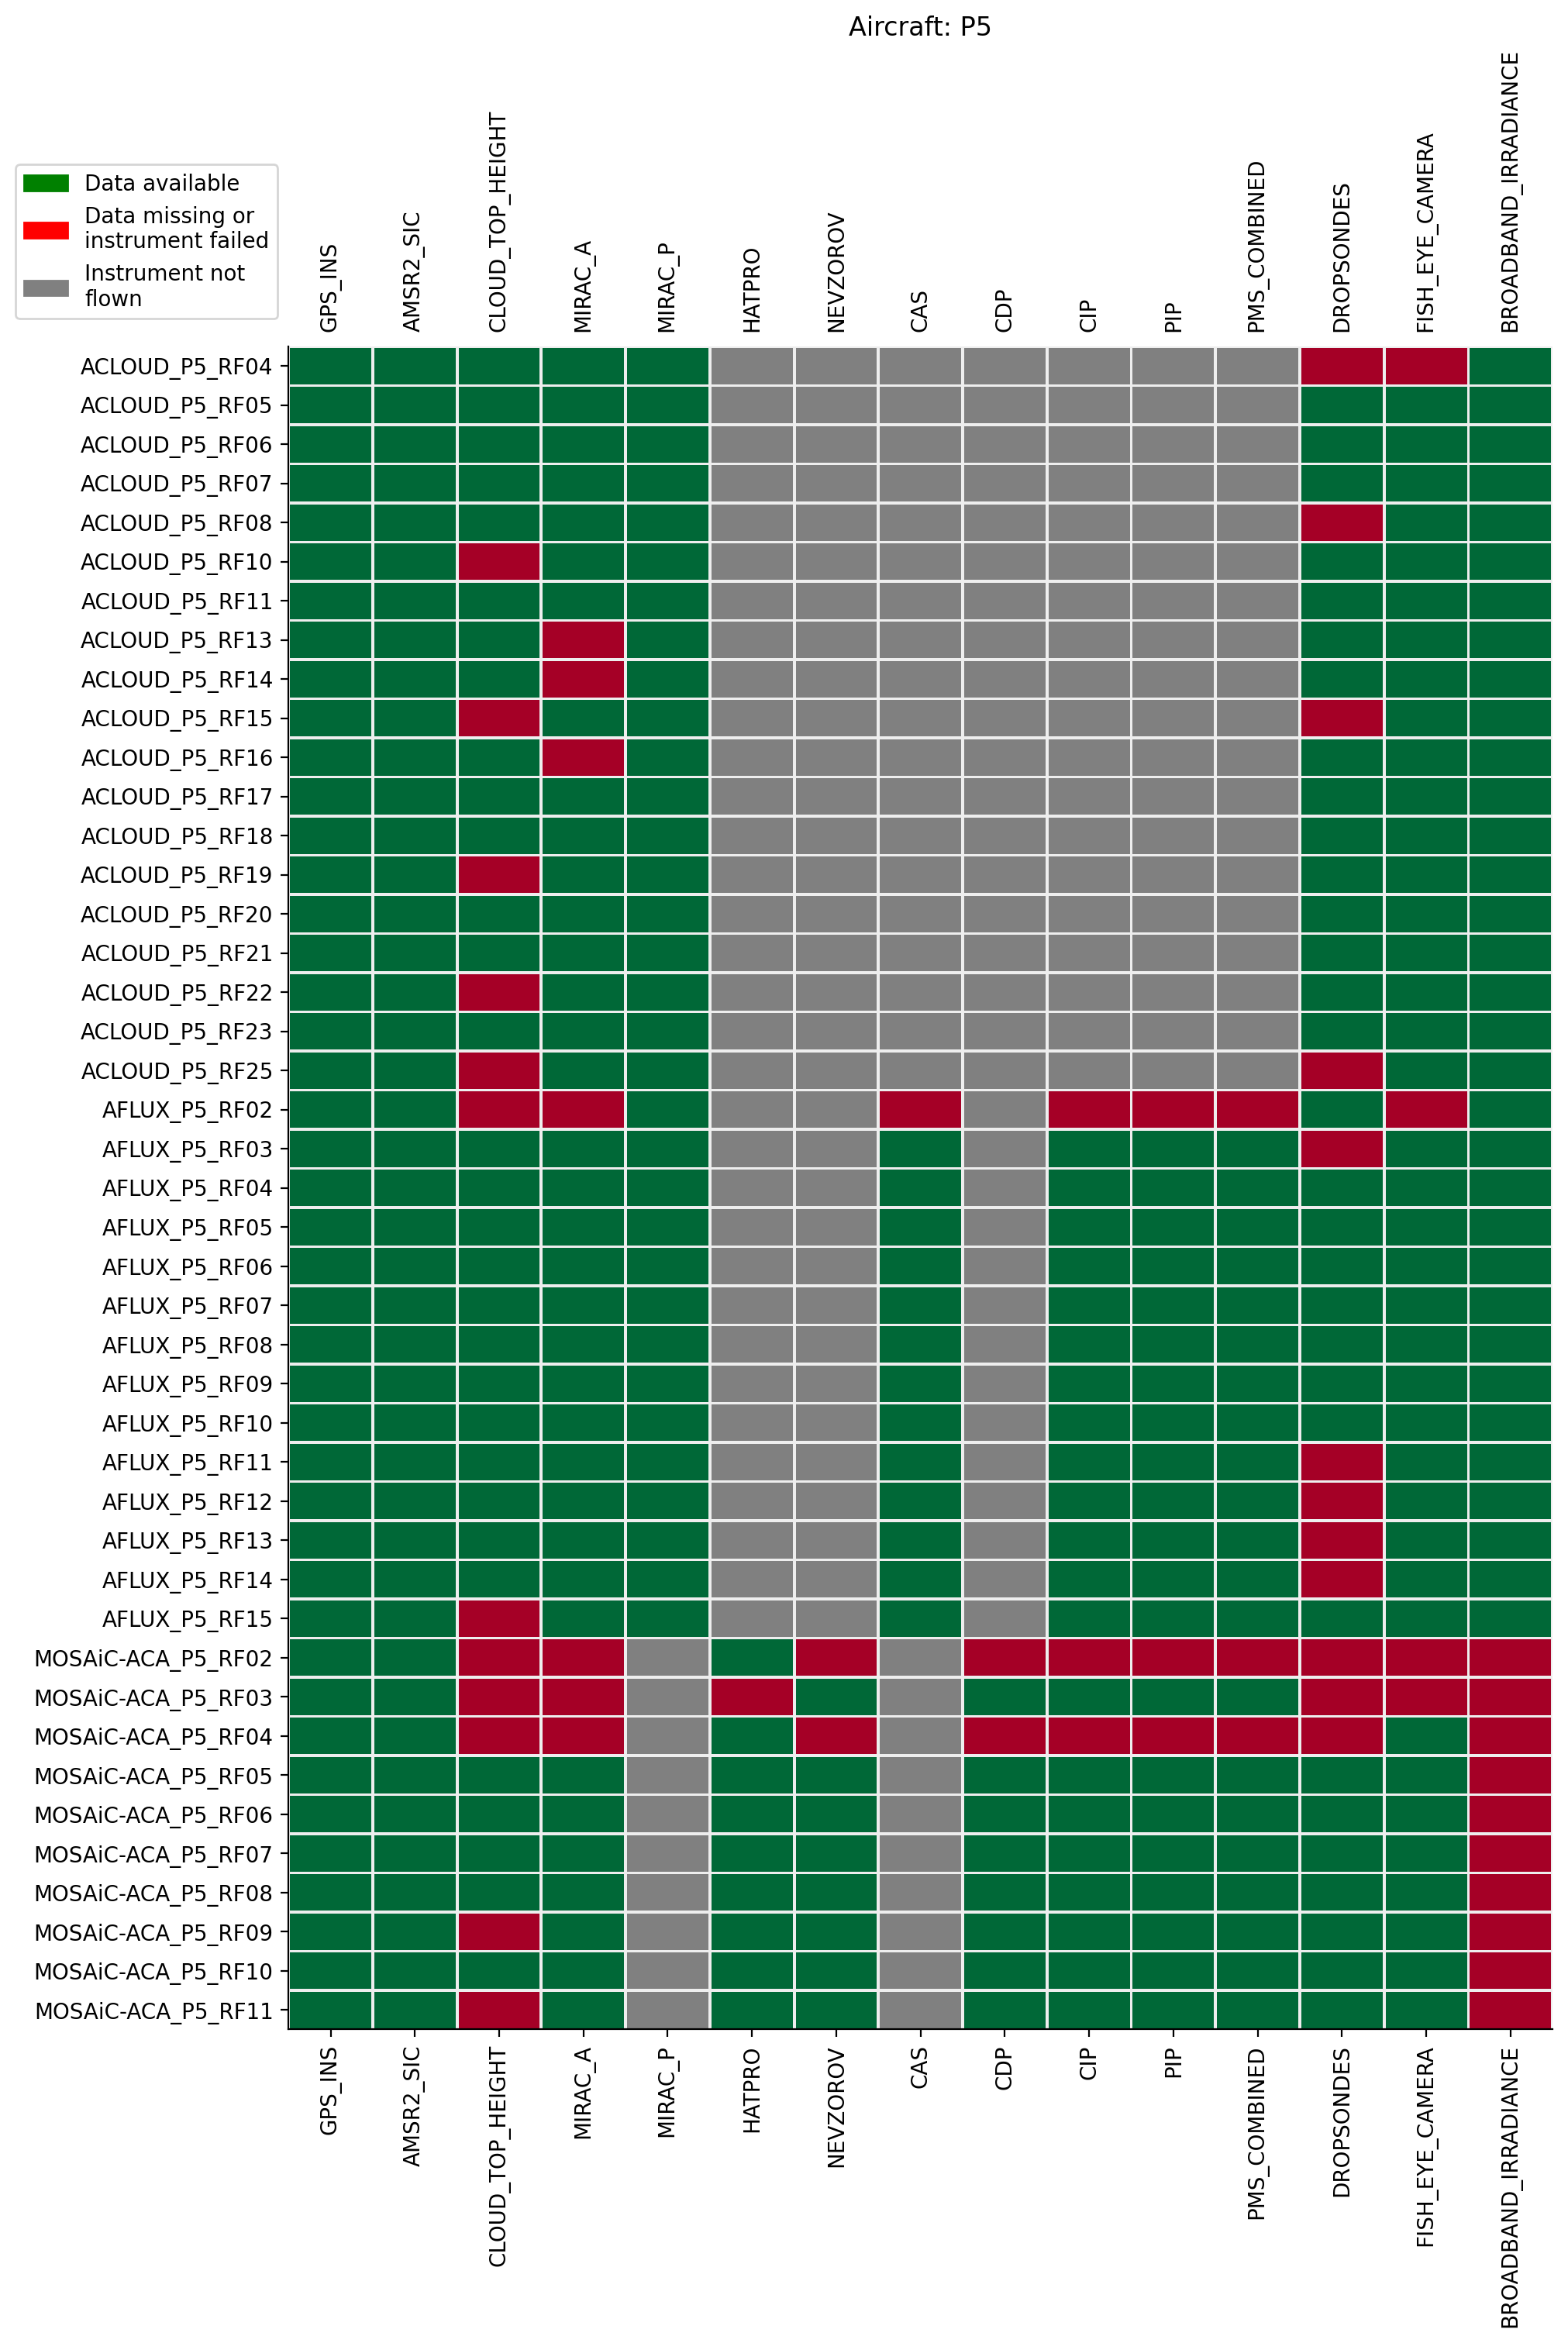 Aircraft: P5
Data available
Data missing or
instrument failed
Instrument not
flown
GPS_INS
AMSR2_SIC
CLOUD_TOP_HEIGHT
MIRAC_A
MIRAC_P
HATPRO
NEVZOROV
CAS
CDP
CIP
PIP
PMS_COMBINED
DROPSONDES
FISH_EYE_CAMERA
BROADBAND_IRRADIANCE
ACLOUD_P5_RF04
ACLOUD_P5_RF05
ACLOUD_P5_RF06
ACLOUD_P5_RF07
ACLOUD_P5_RF08
ACLOUD_P5_RF10
ACLOUD_P5_RF11
ACLOUD_P5_RF13
ACLOUD_P5_RF14
ACLOUD_P5_RF15
ACLOUD_P5_RF16
ACLOUD_P5_RF17
ACLOUD_P5_RF18
ACLOUD_P5_RF19
ACLOUD_P5_RF20
ACLOUD_P5_RF21
ACLOUD_P5_RF22
ACLOUD_P5_RF23
ACLOUD_P5_RF25
AFLUX_P5_RF02
AFLUX_P5_RF03
AFLUX_P5_RF04
AFLUX_P5_RF05
AFLUX_P5_RF06
AFLUX_P5_RF07
AFLUX_P5_RF08
AFLUX_P5_RF09
AFLUX_P5_RF10
AFLUX_P5_RF11
AFLUX_P5_RF12
AFLUX_P5_RF13
AFLUX_P5_RF14
AFLUX_P5_RF15
MOSAiC-ACA_P5_RF02
MOSAiC-ACA_P5_RF03
MOSAiC-ACA_P5_RF04
MOSAiC-ACA_P5_RF05
MOSAiC-ACA_P5_RF06
MOSAiC-ACA_P5_RF07
MOSAiC-ACA_P5_RF08
MOSAiC-ACA_P5_RF09
MOSAiC-ACA_P5_RF10
MOSAiC-ACA_P5_RF11
GPS_INS
AMSR2_SIC
CLOUD_TOP_HEIGHT
MIRAC_A
MIRAC_P
HATPRO
NEVZOROV
CAS
CDP
CIP
PIP
PMS_COMBINED
DROPSONDES
FISH_EYE_CAMERA
BROADBAND_IRRADIANCE